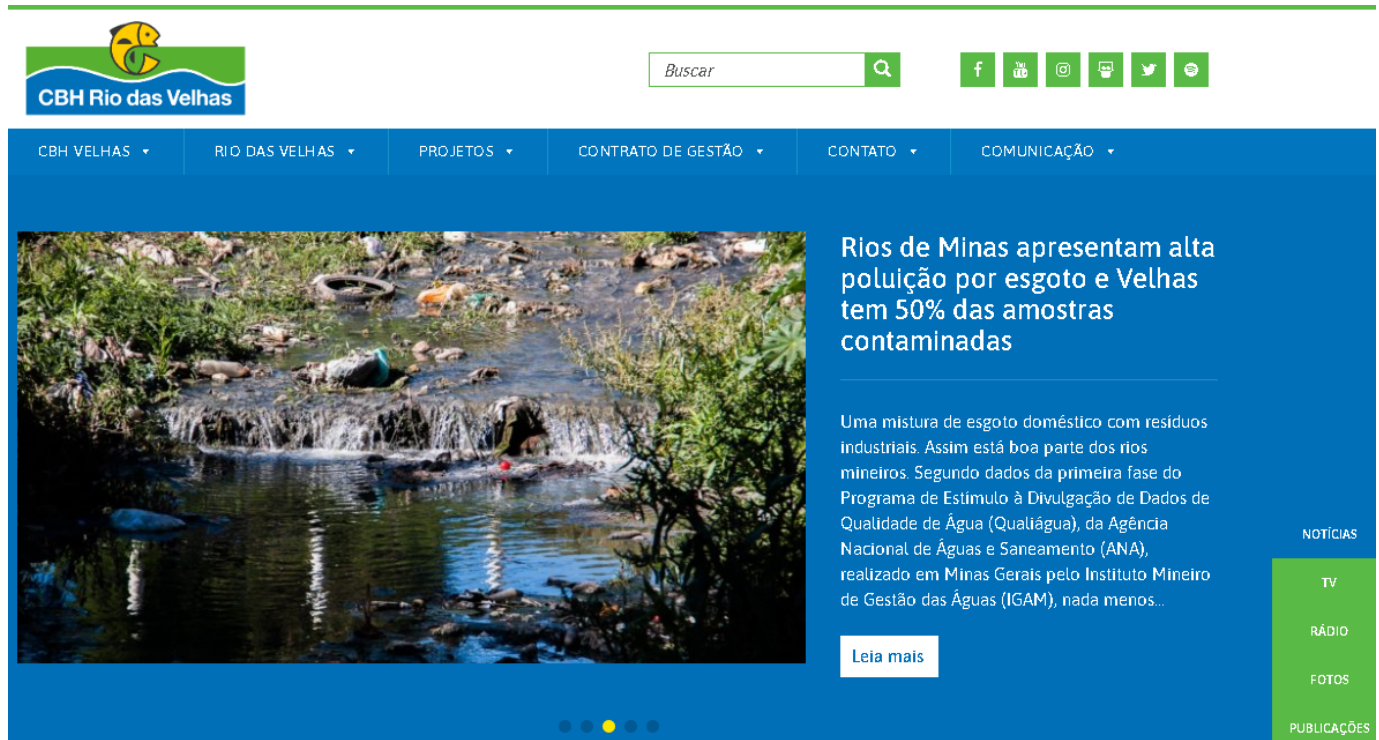 CBH Rio das Velhas
Buscar
CBH VELHAS
RIO DAS VELHAS
PROJETOS
CONTRATO DE GESTÃO
CONTATO
COMUNICAÇÃO
Rios de Minas apresentam alta
poluição por esgoto e Velhas
tem 50% das amostras
contaminadas
Uma mistura de esgoto doméstico com resíduos
industriais. Assim está boa parte dos rios
mineiros. Segundo dados da primeira fase do
Programa de Estímulo à Divulgação de Dados de
Qualidade de Água (Qualiágua), da Agência
Nacional de Águas e Saneamento (ANA),
realizado em Minas Gerais pelo Instituto Mineiro
de Gestão das Águas (IGAM), nada menos...
Leia mais
NOTÍCIAS
TV
RÁDIO
FOTOS
PUBLICAÇÕES